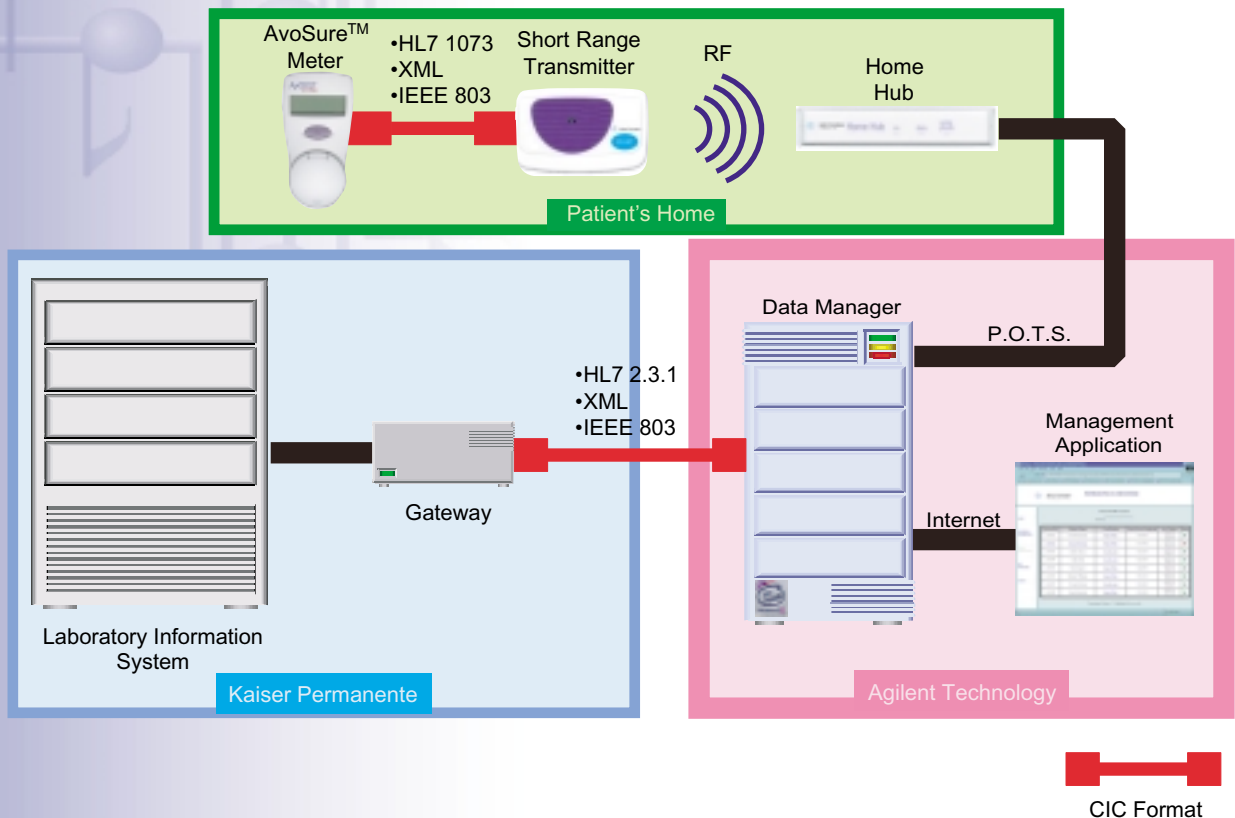 AvoSure™
Meter
•HL7 1073
•XML
•IEEE 803
Short Range
Transmitter
RF
Home
Hub
Patient's Home
Data Manager
P.O.T.S.
•HL7 2.3.1
•XML
•IEEE 803
Management
Application
Gateway
Internet
Laboratory Information
System
Kaiser Permanente
Agilent Technology
CIC Format